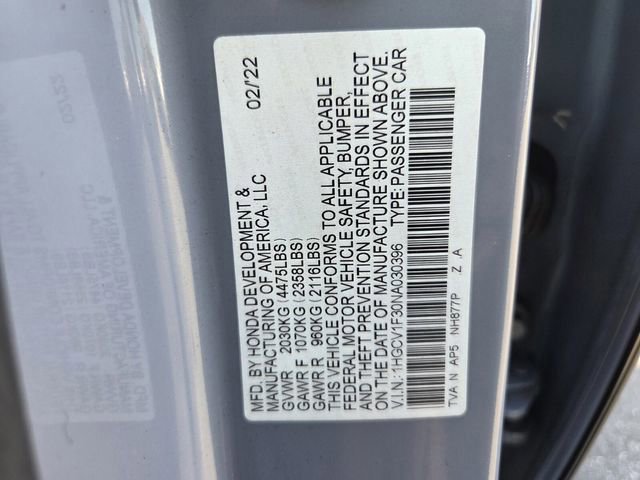 MFD. BY HONDA DEVELOPMENT & 02/'22
MANUFACTURING OF AMERICA, LLC
GVWR 2030KG (4475LBS)
GAWR F 1070KG (2358LBS)
GAWR R 960KG (2116LBS)
THIS VEHICLE CONFORMS TO ALL APPLICABLE
FEDERAL MOTOR VEHICLE SAFETY, BUMPER,
AND THEFT PREVENTION STANDARDS IN EFFECT
ON THE DATE OF MANUFACTURE SHOWN ABOVE.
V.I.N.: 1HGCV1F30NA030396 TYPE: PASSENGER CAR
TVA N AP5 NH877P Z .A